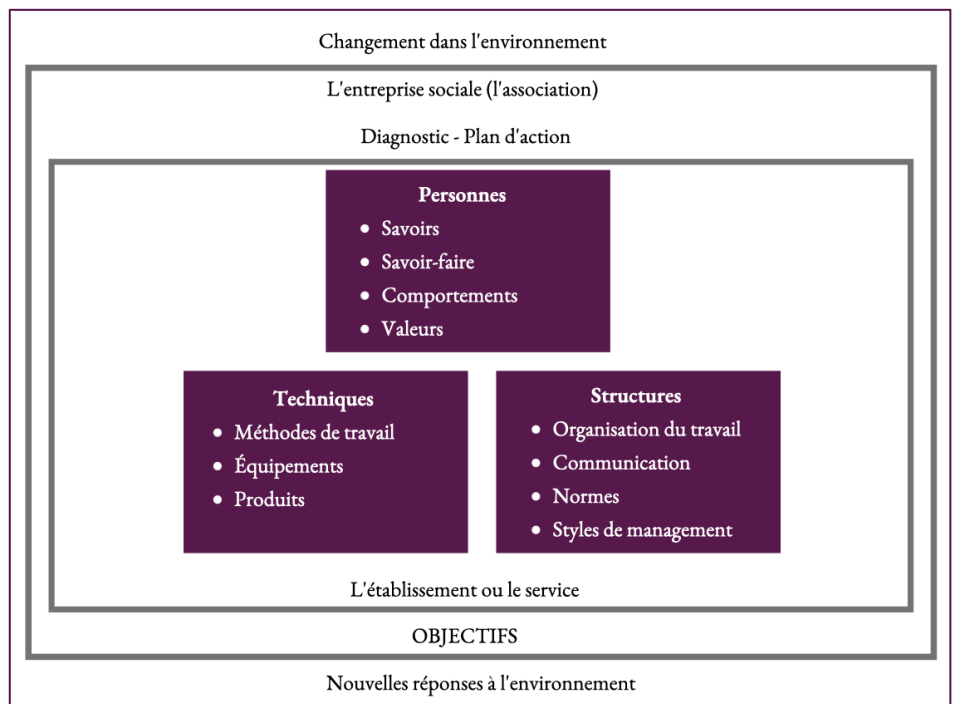 Changement dans l'environnement
L'entreprise sociale (l'association)
Diagnostic - Plan d'action
Personnes
• Savoirs
• Savoir-faire
• Comportements
• Valeurs
Techniques
• Méthodes de travail
• Équipements
• Produits
Structures
• Organisation du travail
• Communication
• Normes
• Styles de management
L'établissement ou le service
OBJECTIFS
Nouvelles réponses à l'environnement